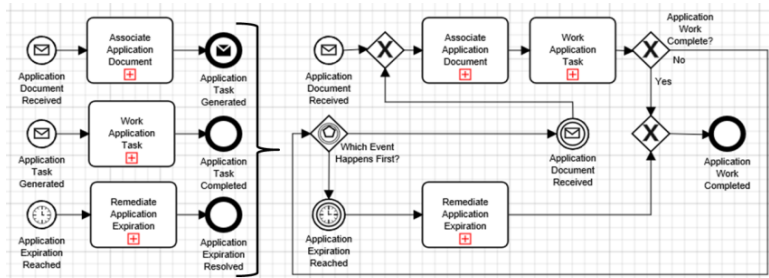 Associate
Application
Document
Application
Document
Received
Application
Task
Generated
Work
Application
Task
Application
Task
Generated
Application
Task
Completed
Remediate
Application
Expiration
Application
Expiration
Reached
Application
Expiration
Resolved
Application
Document
Received
X
Associate
Application
Document
Work
Application
Task
Application
Work
Complete?
X
No
Yes
Which Event
Happens First?
Application
Document
Received
X
Application
Work
Completed
Application
Expiration
Reached
Remediate
Application
Expiration